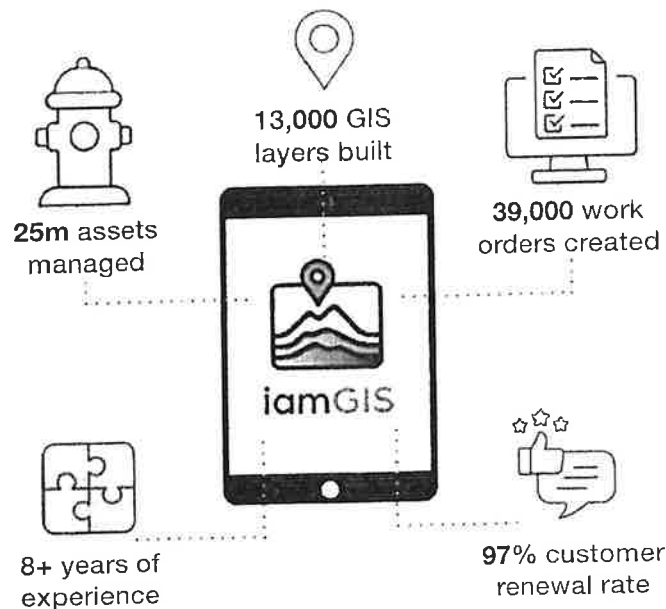 13,000 GIS
layers built
25m assets
managed
39,000 work
orders created
iamGIS
8+ years of
experience
97% customer
renewal rate